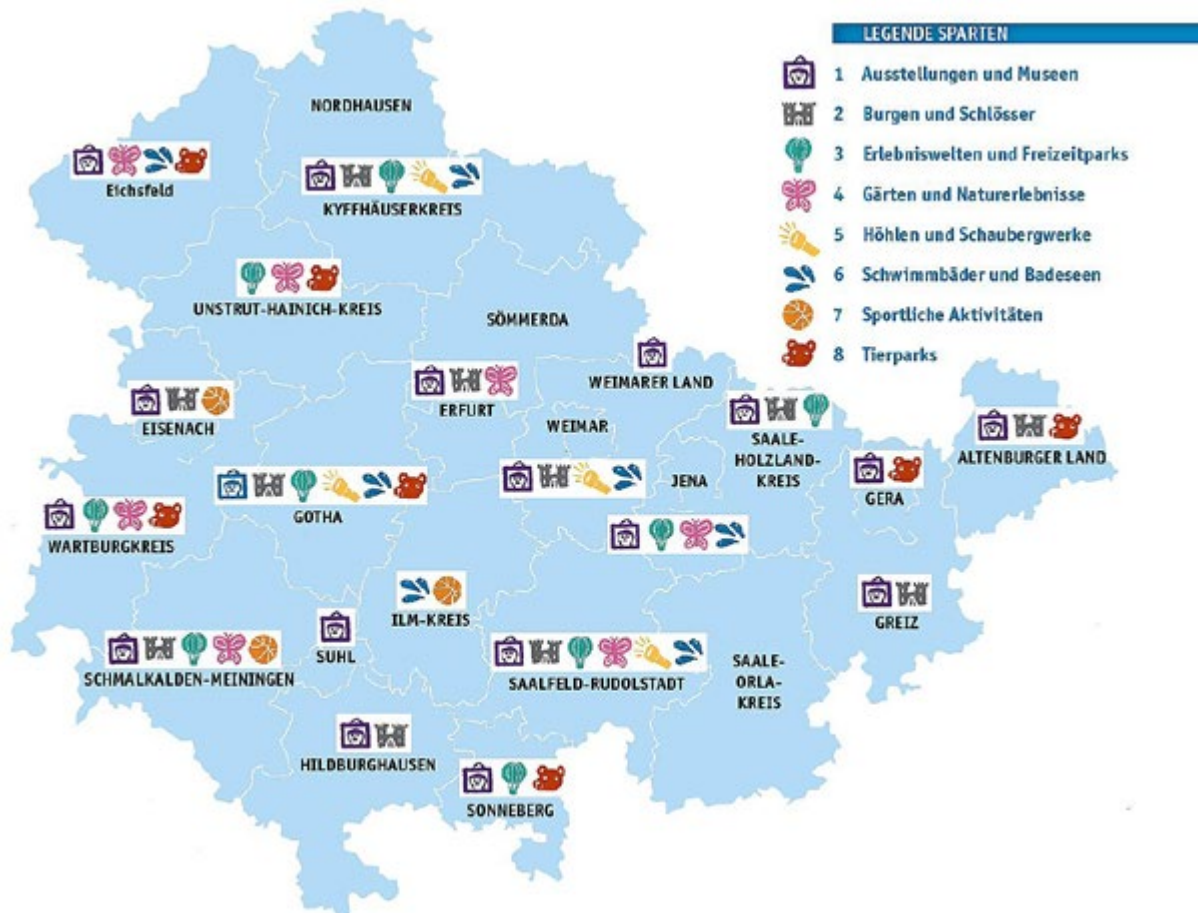 LEGENDE SPARTEN
1 Ausstellungen und Museen
2 Burgen und Schlösser
3 Erlebniswelten und Freizeitparks
4 Gärten und Naturerlebnisse
5 Höhlen und Schaubergwerke
6 Schwimmbäder und Badeseen
7 Sportliche Aktivitäten
8 Tierparks
NORDHAUSEN
Eichsfeld
KYFFHÄUSERKREIS
UNSTRUT-HAINICH-KREIS
SÖMMERDA
WEIMARER LAND
EISENACH
ERFURT
WEIMAR
SAALE-
HOLZLAND-
KREIS
ALTENBURGER LAND
JENA
GERA
GOTHA
WARTBURGKREIS
ILM-KREIS
GREIZ
SUHL
SCHMALKALDEN-MEININGEN
SAALFELD-RUDOLSTADT
SAALE-
ORLA-
KREIS
HILDBURGHAUSEN
SONNEBERG